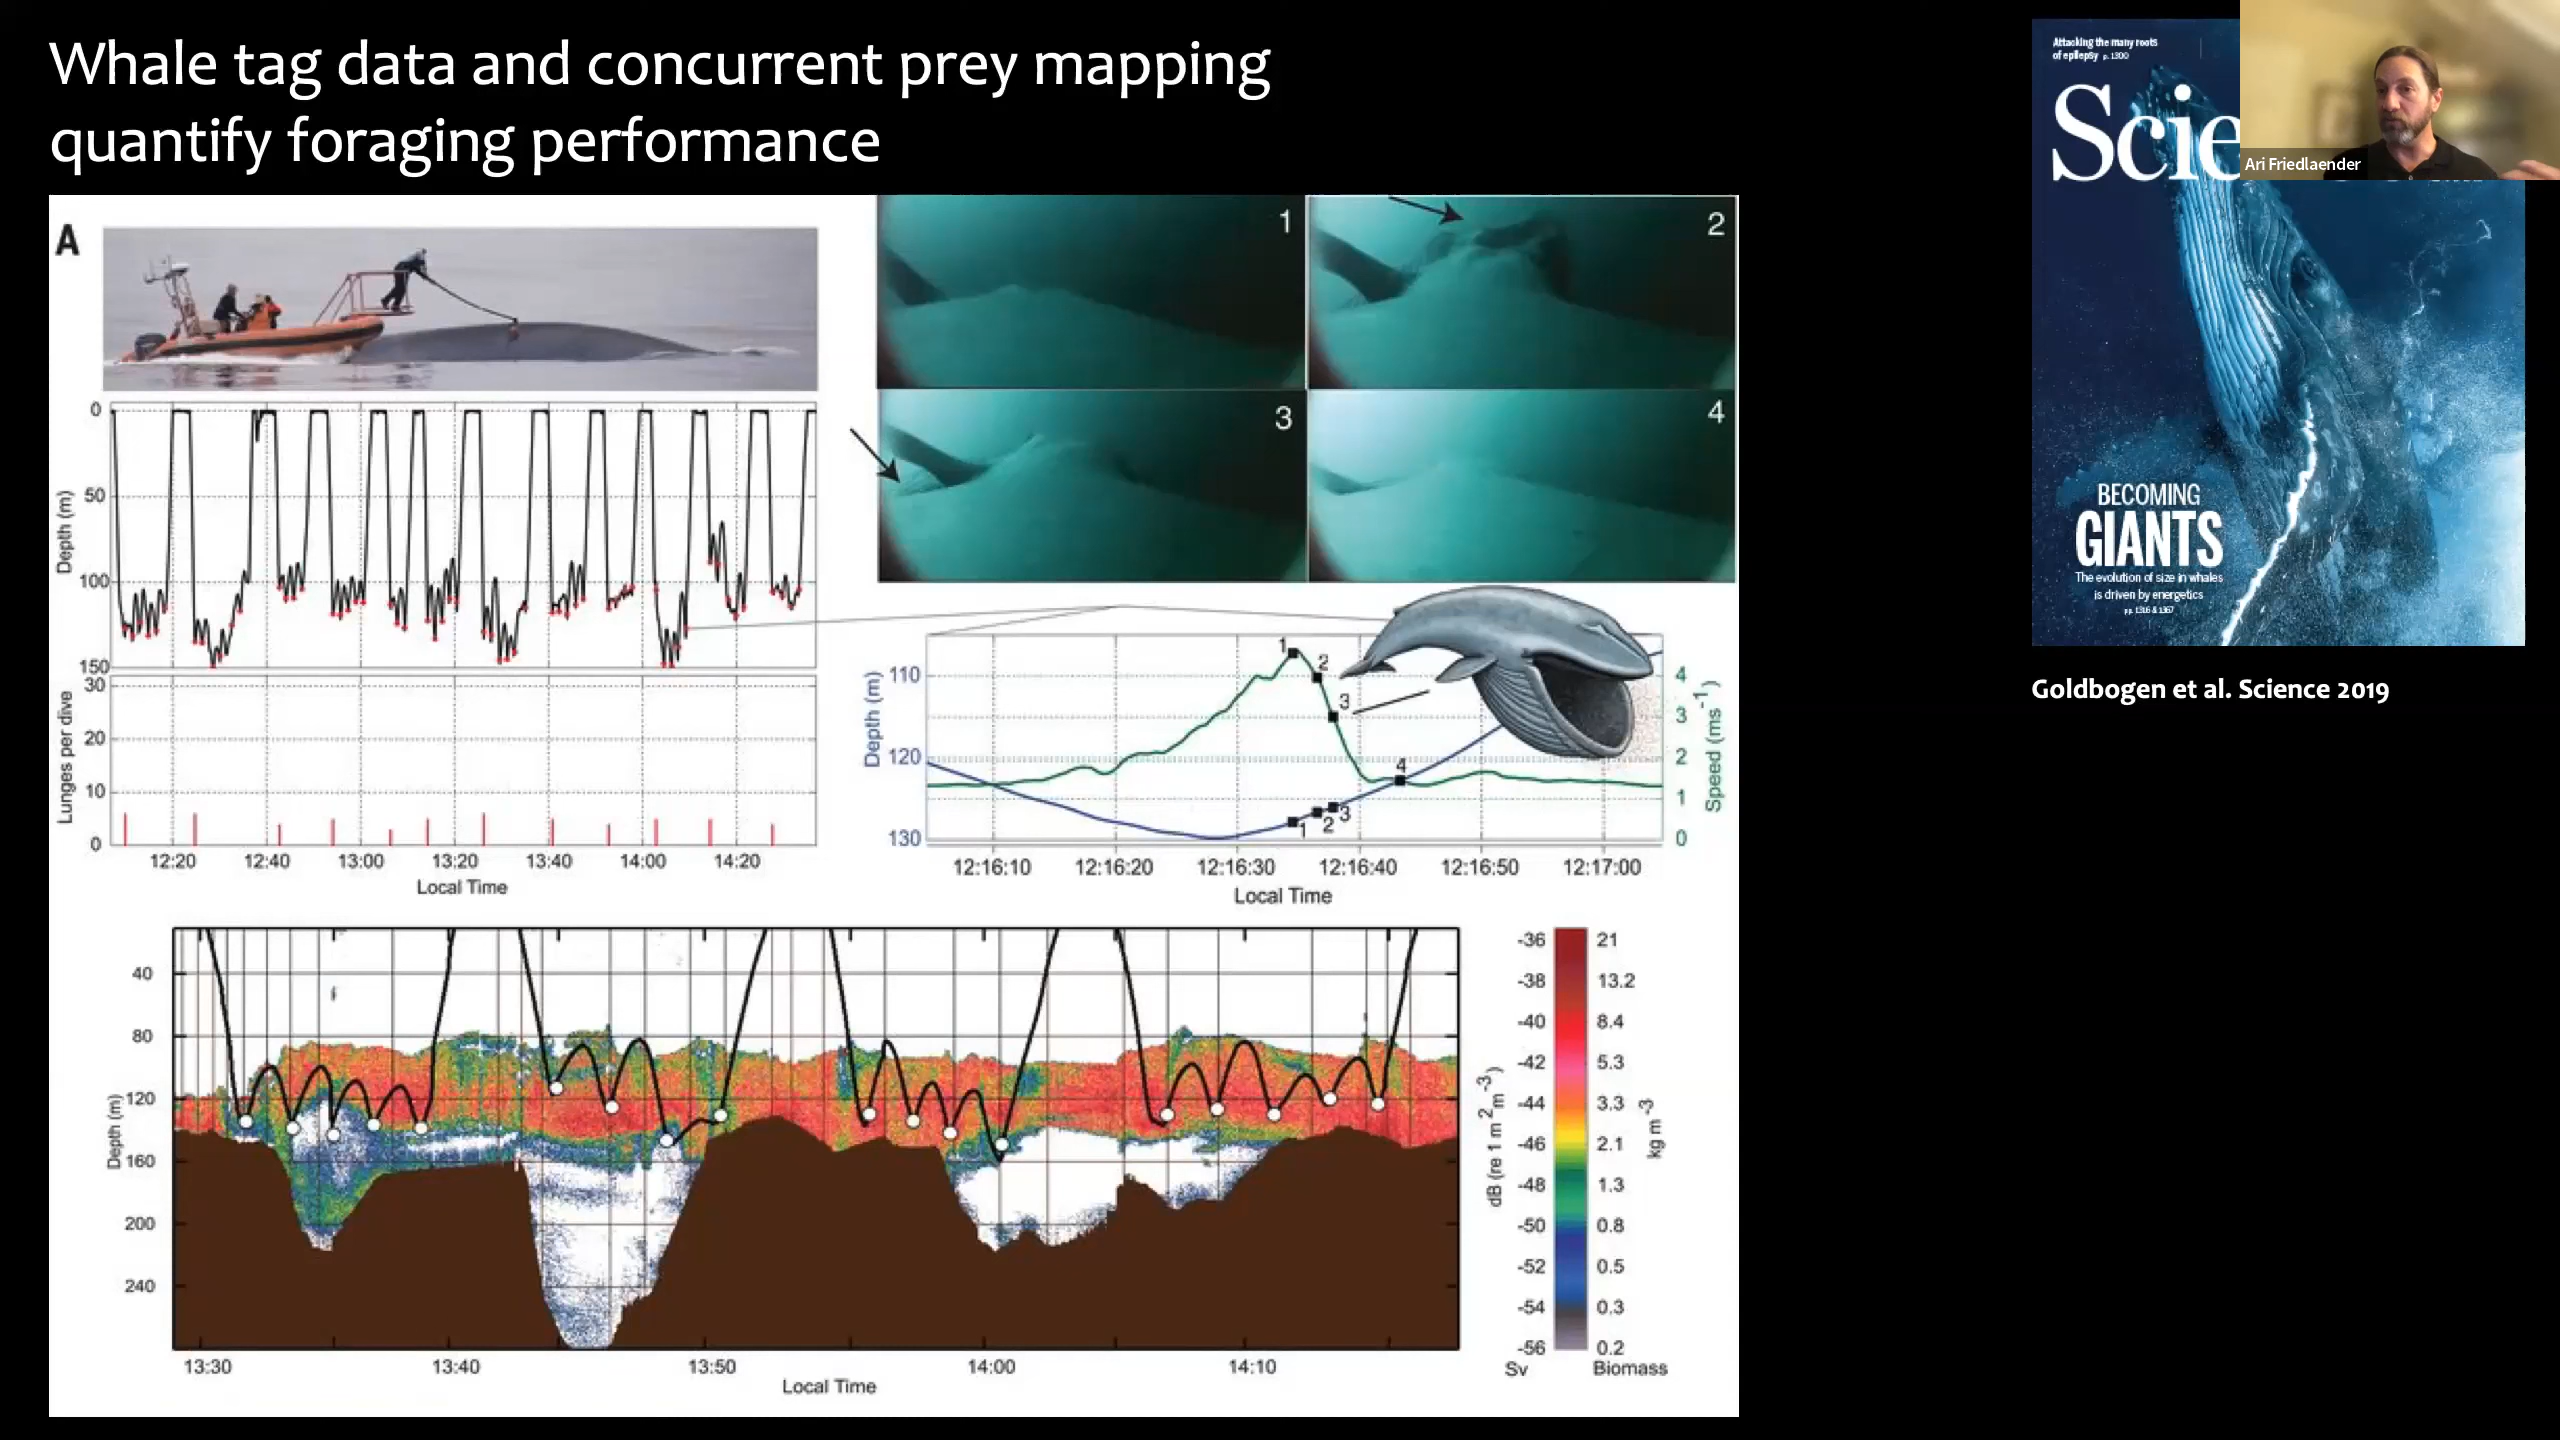 Whale tag data and concurrent prey mapping
quantify foraging performance
Attacking the many roots
of epilepsy p. 1300
Scie
Ari Friedlaender
BECOMING
GIANTS
The evolution of size in whales
is driven by energetics
pp. 1316 & 1367
Goldbogen et al. Science 2019
A
1
2
3
4
Depth (m)
0
50
100
150
Lunges per dive
30
20
10
0
12:20 12:40 13:00 13:20 13:40 14:00 14:20
Local Time
Depth (m)
110
120
130
1
2
3
4
1
2
3
4
3
2
1
0
Speed (ms-1)
12:16:10 12:16:20 12:16:30 12:16:40 12:16:50 12:17:00
Local Time
Depth (m)
40
80
120
160
200
240
13:30 13:40 13:50 14:00 14:10
Local Time
dB (re 1 m2m-3)
-36 21
-38 13.2
-40 8.4
-42 5.3
-44 3.3
-46 2.1
-48 1.3
-50 0.8
-52 0.5
-54 0.3
-56 0.2
kg m-3
Sv Biomass